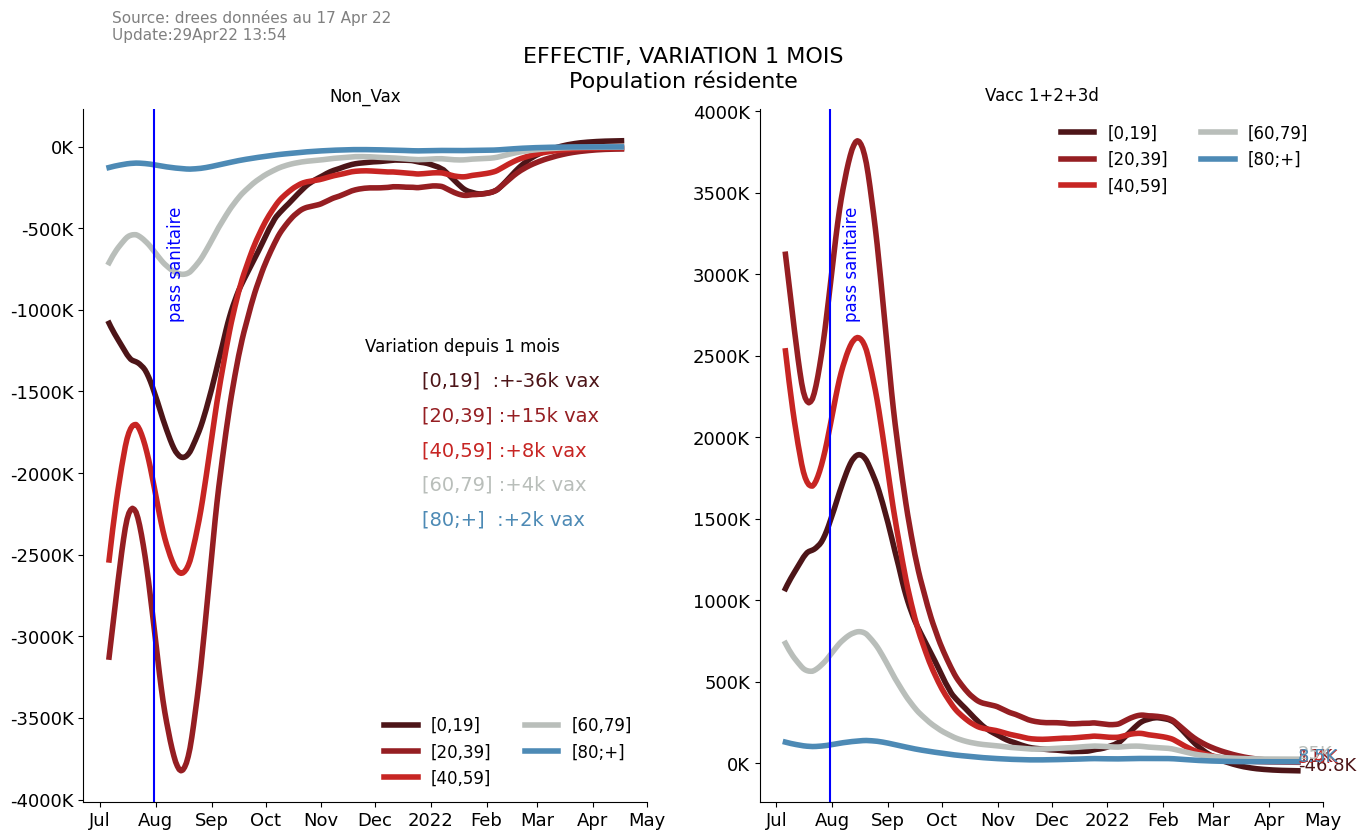 Source: drees données au 17 Apr 22
Update:29Apr22 13:54
EFFECTIF, VARIATION 1 MOIS
Population résidente
Non_Vax
0K
-500K
-1000K
-1500K
-2000K
-2500K
-3000K
-3500K
-4000K
pass sanitaire
Variation depuis 1 mois
[0,19] :+-36k vax
[20,39] :+15k vax
[40,59] :+8k vax
[60,79] :+4k vax
[80;+] :+2k vax
[0,19]
[20,39]
[40,59]
[60,79]
[80;+]
Jul Aug Sep Oct Nov Dec 2022 Feb Mar Apr May
Vacc 1+2+3d
4000K
3500K
3000K
2500K
2000K
1500K
1000K
500K
0K
pass sanitaire
[0,19]
[20,39]
[40,59]
[60,79]
[80;+]
-46.8K
Jul Aug Sep Oct Nov Dec 2022 Feb Mar Apr May